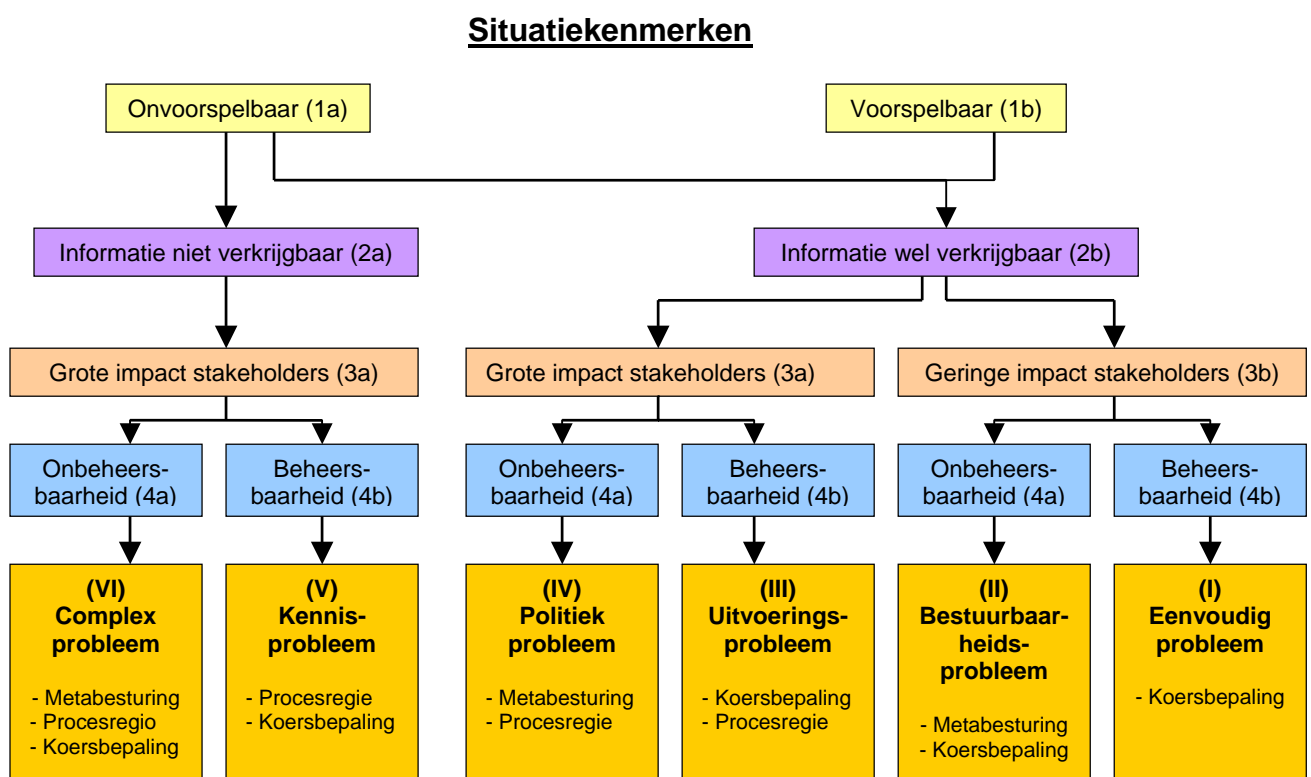 Situatiekenmerken
Onvoorspelbaar (1a)
Voorspelbaar (1b)
Informatie niet verkrijgbaar (2a)
Informatie wel verkrijgbaar (2b)
Grote impact stakeholders (3a)
Grote impact stakeholders (3a)
Geringe impact stakeholders (3b)
Onbeheers-
baarheid (4a)
Beheers-
baarheid (4b)
Onbeheers-
baarheid (4a)
Beheers-
baarheid (4b)
Onbeheers-
baarheid (4a)
Beheers-
baarheid (4b)
(VI)
Complex
probleem
- Metabesturing
- Procesregio
- Koersbepaling
(V)
Kennis-
probleem
- Procesregie
- Koersbepaling
(IV)
Politiek
probleem
- Metabesturing
- Procesregie
(III)
Uitvoerings-
probleem
- Koersbepaling
- Procesregie
(II)
Bestuurbaar-
heids-
probleem
- Metabesturing
- Koersbepaling
(I)
Eenvoudig
probleem
- Koersbepaling